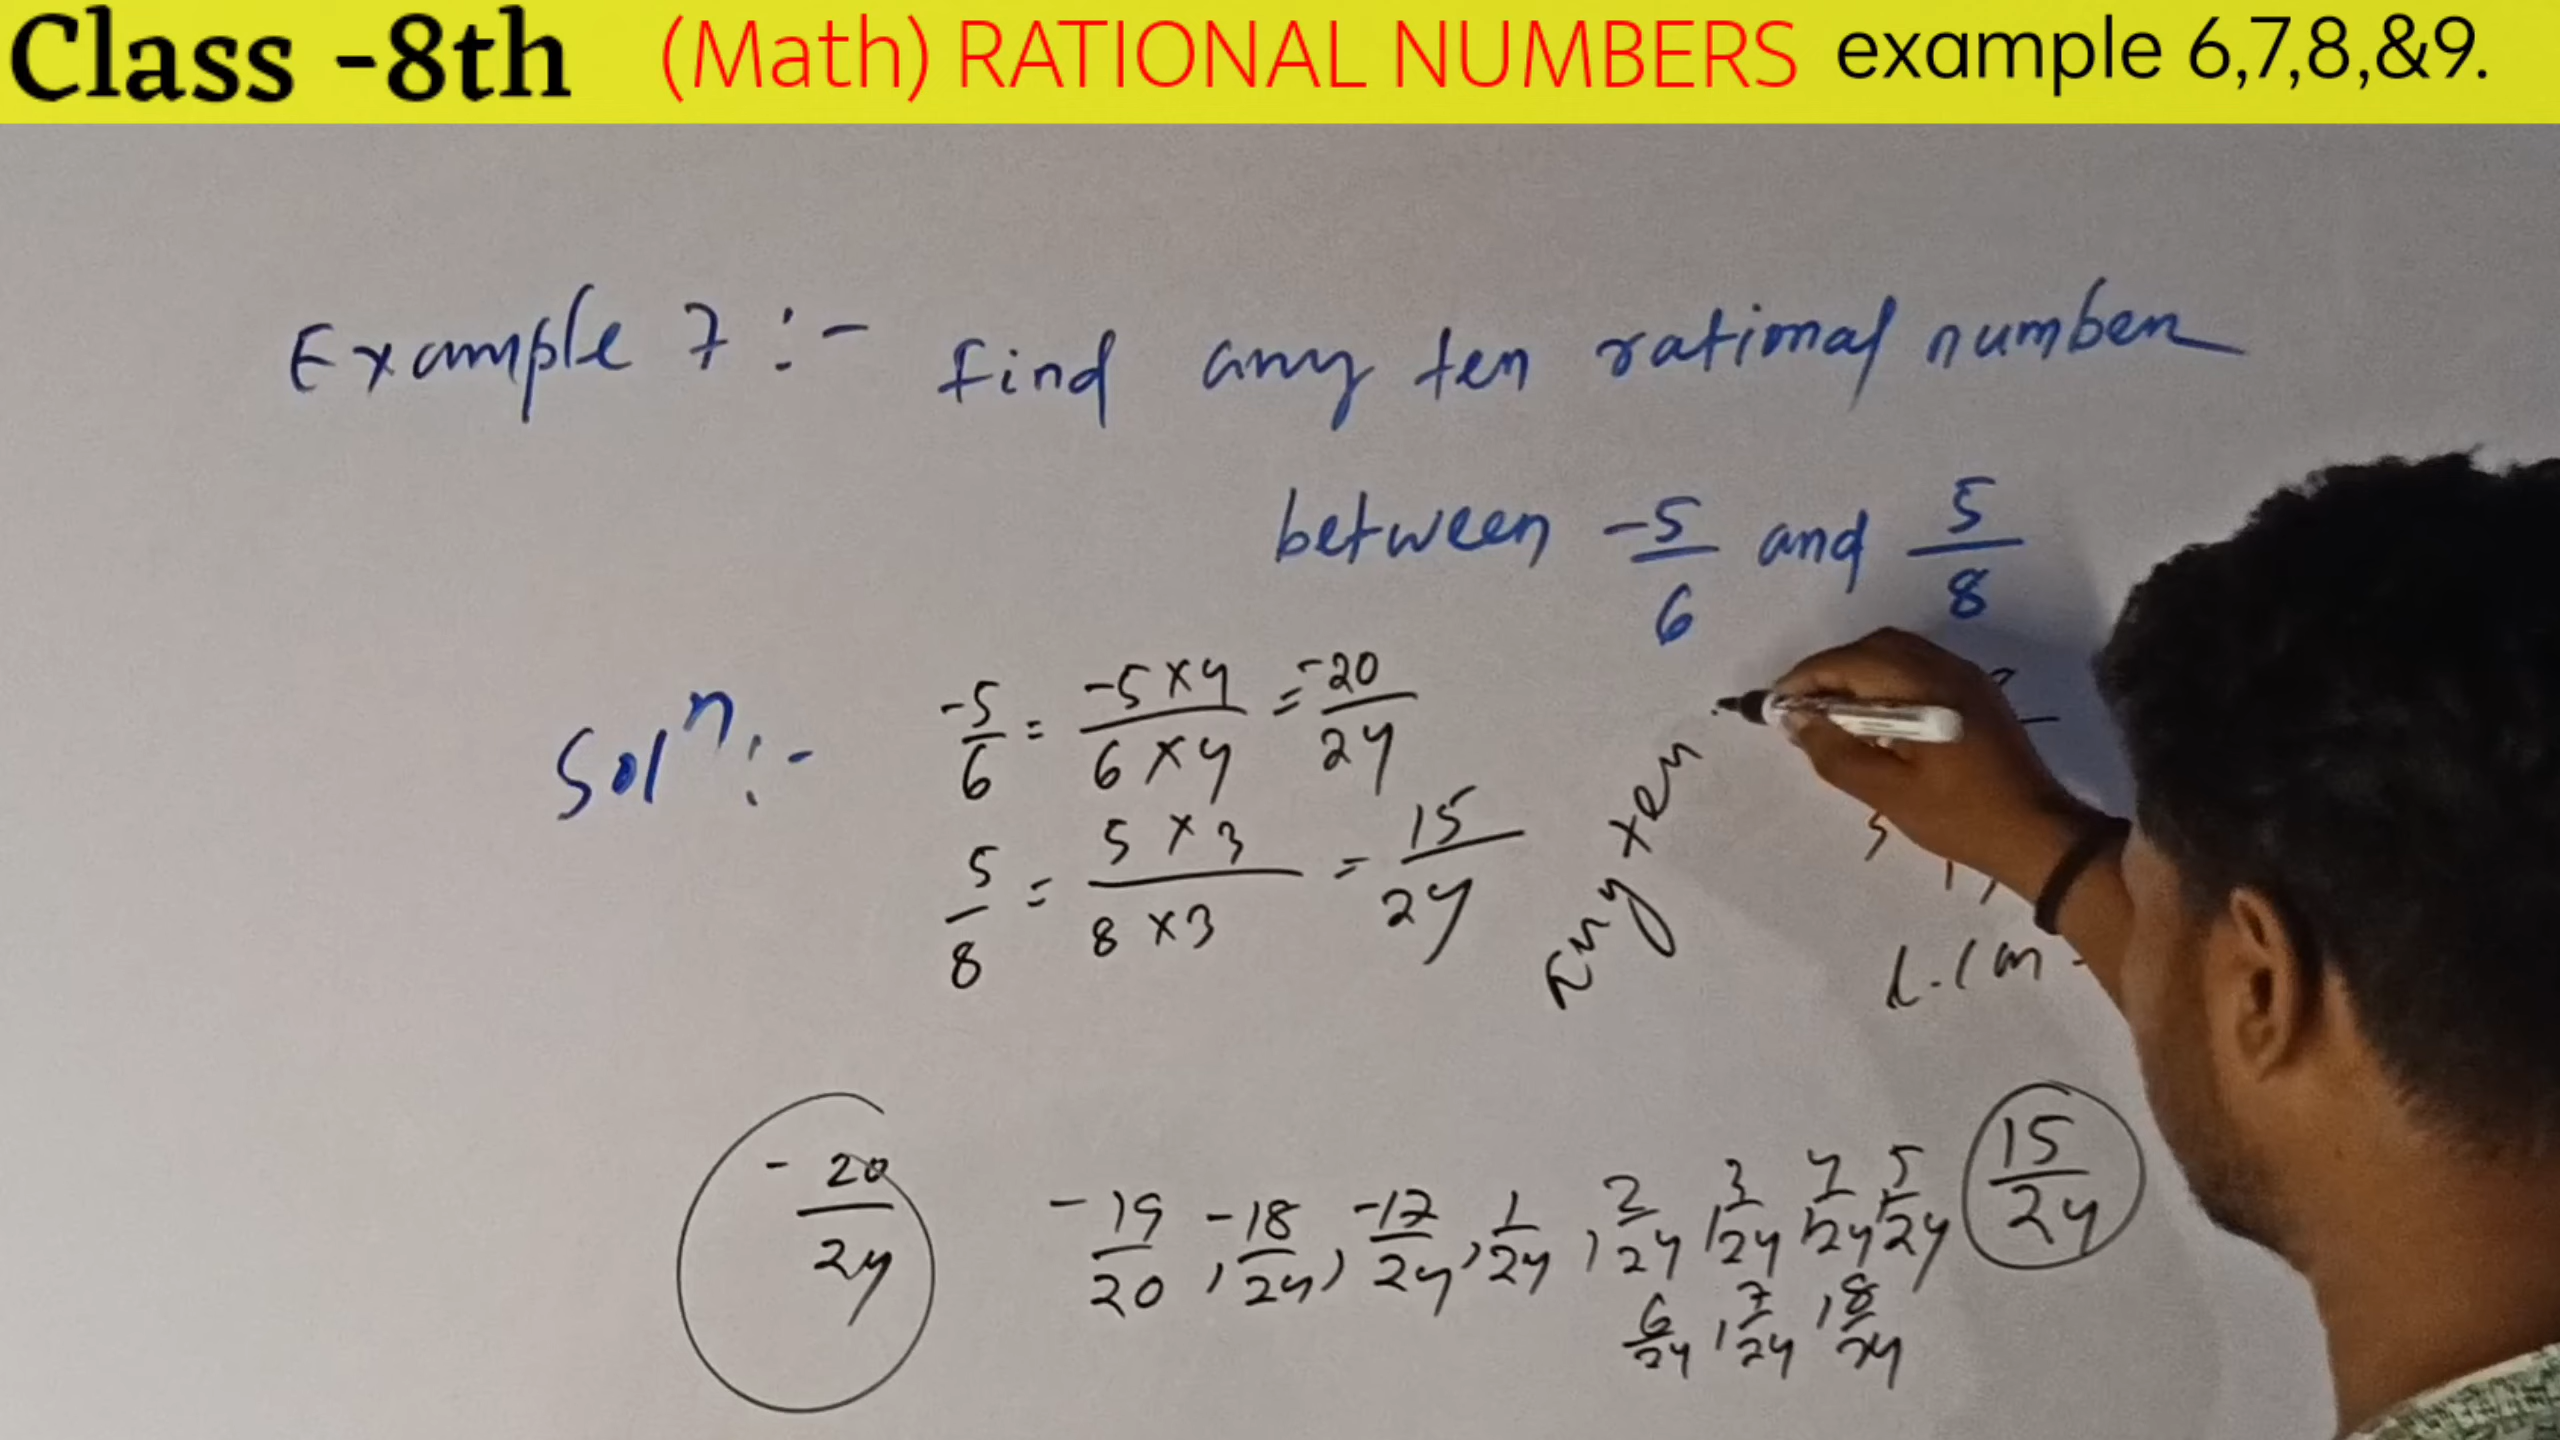 Class -8th (Math) RATIONAL NUMBERS example 6,7,8,&9.
Example 7 :- Find any ten rational number
between -5/6 and 5/8
Solⁿ :- -5/6 = -5×4/6×4 = -20/24
5/8 = 5×3/8×3 = 15/24
Any ten
L.Cm
-20/24 -19/20, -18/24, -17/24, 1/24, 2/24, 3/24, 4/24, 5/24 15/24
6/24, 7/24, 8/24